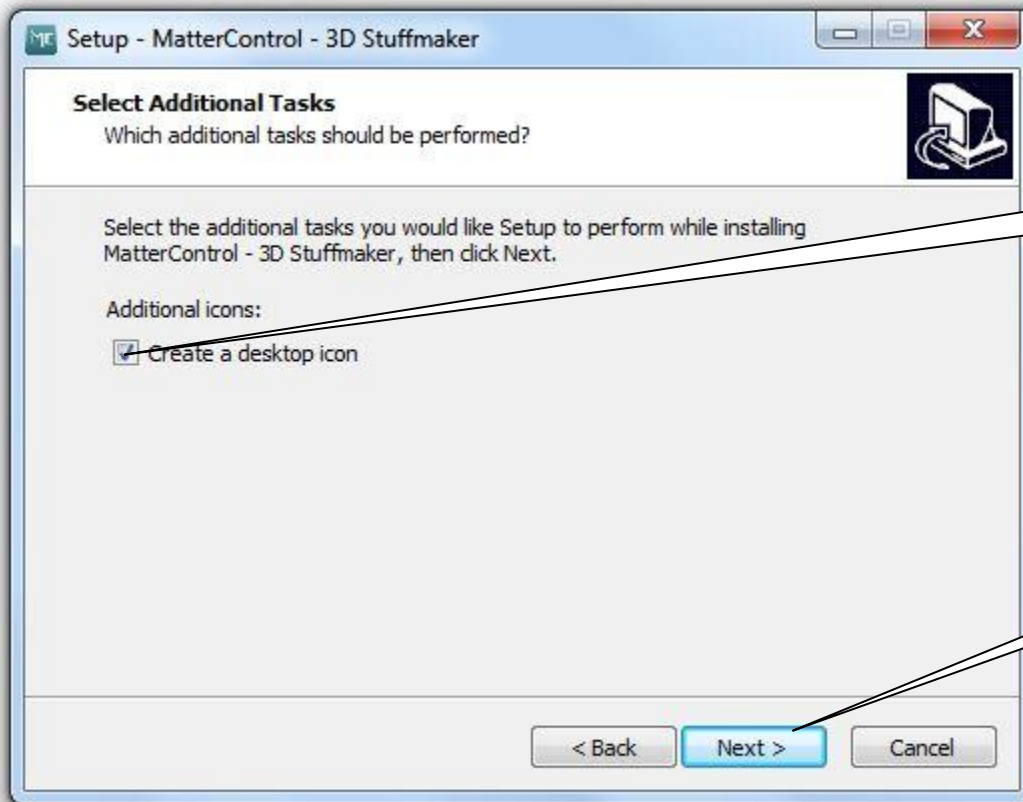 MC Setup - MatterControl - 3D Stuffmaker
Select Additional Tasks
Which additional tasks should be performed?
Select the additional tasks you would like Setup to perform while installing
MatterControl - 3D Stuffmaker, then click Next.
Additional icons:
Create a desktop icon
< Back Next > Cancel